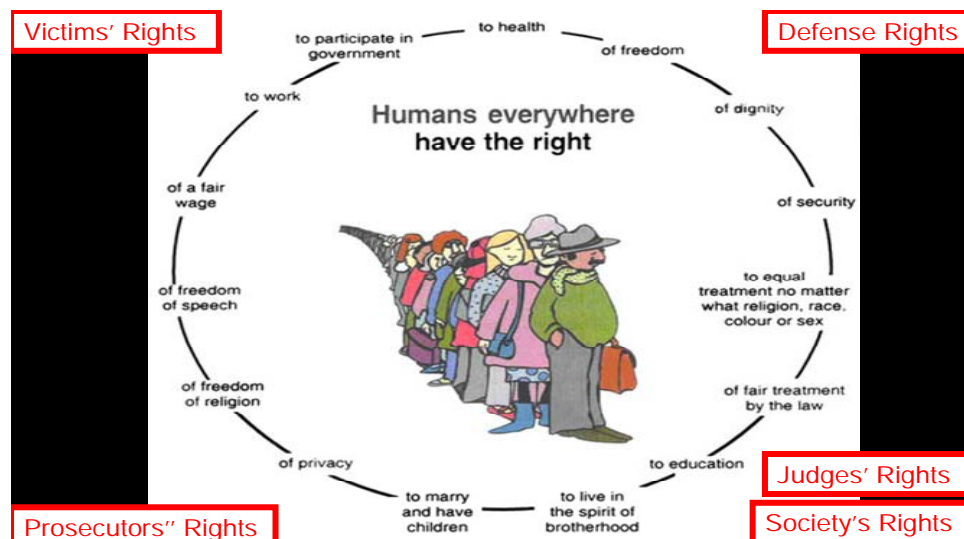 Victims' Rights
Defense Rights
Humans everywhere
have the right
to health
of freedom
of dignity
of security
to equal
treatment no matter
what religion, race,
colour or sex
of fair treatment
by the law
to education
to live in
the spirit of
brotherhood
to marry
and have
children
of privacy
of freedom
of religion
of freedom
of speech
of a fair
wage
to work
to participate in
government
Judges' Rights
Prosecutors'' Rights
Society's Rights